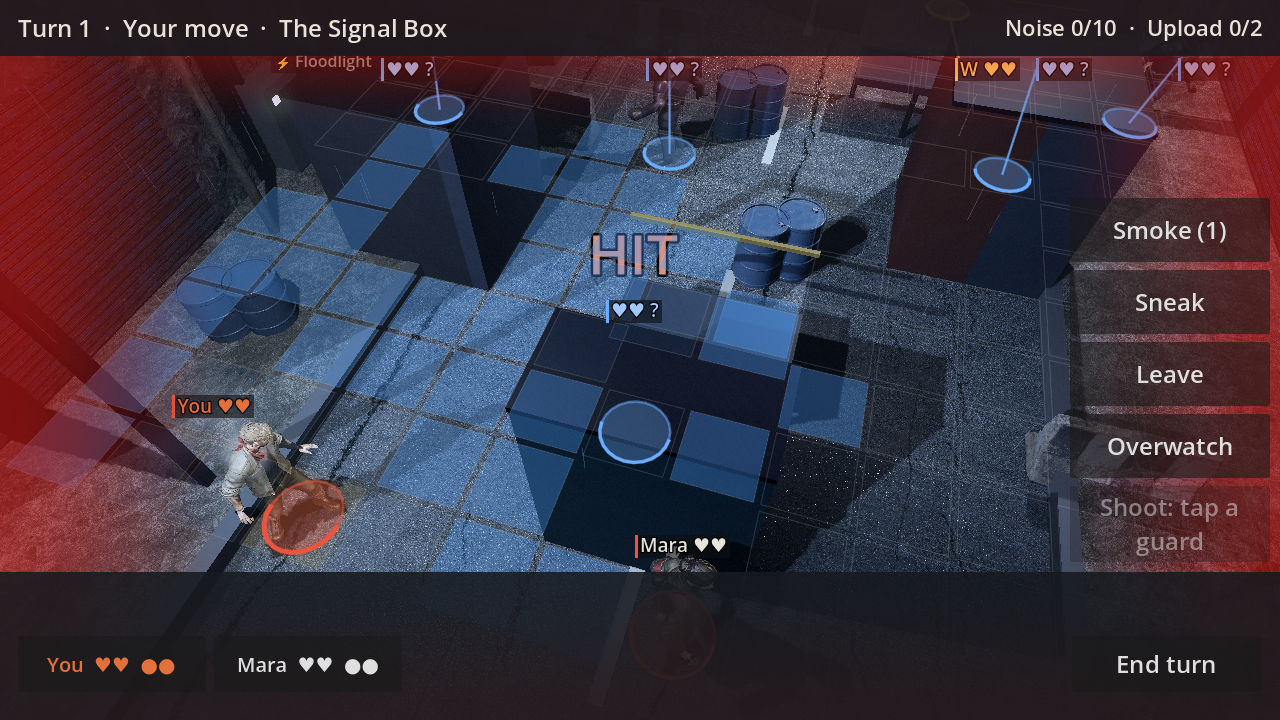 Turn 1 · Your move · The Signal Box
Noise 0/10 · Upload 0/2
⚡ Floodlight
♥♥ ?
♥♥ ?
W ♥♥
♥♥ ?
♥♥ ?
Smoke (1)
HIT
Sneak
♥♥ ?
Leave
You ♥♥
Overwatch
Shoot: tap a
guard
Mara ♥♥
You ♥♥ ●●
Mara ♥♥ ●●
End turn